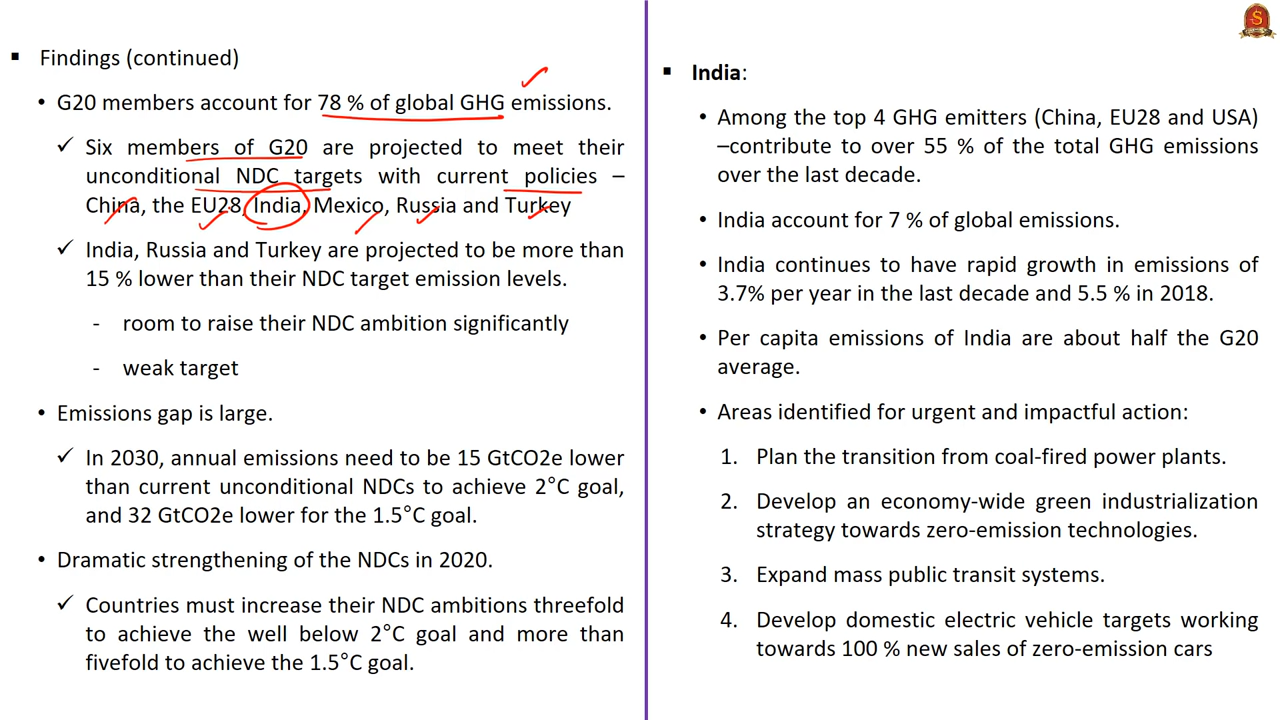 ▪ Findings (continued)
• G20 members account for 78 % of global GHG emissions.
✓ Six members of G20 are projected to meet their
unconditional NDC targets with current policies –
China, the EU28, India, Mexico, Russia and Turkey
✓ India, Russia and Turkey are projected to be more than
15 % lower than their NDC target emission levels.
- room to raise their NDC ambition significantly
- weak target
• Emissions gap is large.
✓ In 2030, annual emissions need to be 15 GtCO2e lower
than current unconditional NDCs to achieve 2°C goal,
and 32 GtCO2e lower for the 1.5°C goal.
• Dramatic strengthening of the NDCs in 2020.
✓ Countries must increase their NDC ambitions threefold
to achieve the well below 2°C goal and more than
fivefold to achieve the 1.5°C goal.
▪ India:
• Among the top 4 GHG emitters (China, EU28 and USA)
–contribute to over 55 % of the total GHG emissions
over the last decade.
• India account for 7 % of global emissions.
• India continues to have rapid growth in emissions of
3.7% per year in the last decade and 5.5 % in 2018.
• Per capita emissions of India are about half the G20
average.
• Areas identified for urgent and impactful action:
1. Plan the transition from coal-fired power plants.
2. Develop an economy-wide green industrialization
strategy towards zero-emission technologies.
3. Expand mass public transit systems.
4. Develop domestic electric vehicle targets working
towards 100 % new sales of zero-emission cars